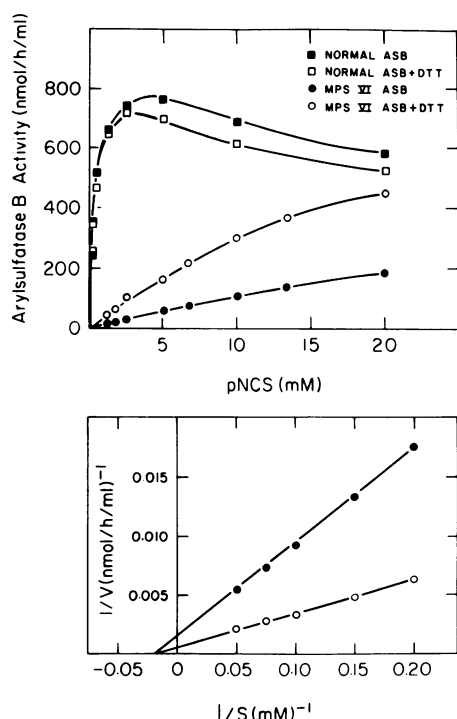 Arylsulfatase B Activity (nmol/h/ml)
■ NORMAL ASB
□ NORMAL ASB+DTT
● MPS VI ASB
○ MPS VI ASB+DTT
800
600
400
200
0
5
10
15
20
pNCS (mM)
1/V (nmol/h/ml)⁻¹
0.015
0.010
0.005
-0.05
0
0.05
0.10
0.15
0.20
1/S (mM)⁻¹